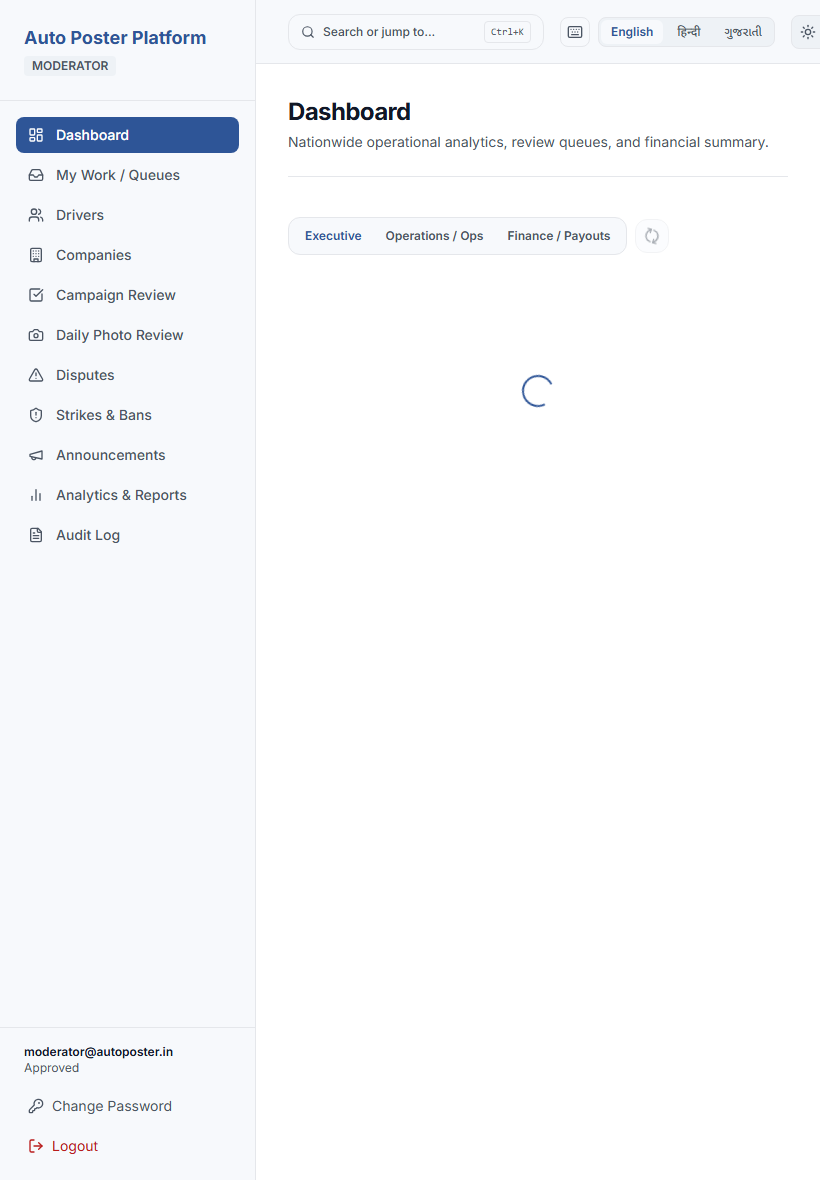 Auto Poster Platform
MODERATOR
Dashboard
My Work / Queues
Drivers
Companies
Campaign Review
Daily Photo Review
Disputes
Strikes & Bans
Announcements
Analytics & Reports
Audit Log
moderator@autoposter.in
Approved
Change Password
Logout
Search or jump to... Ctrl+K English हिन्दी ગુજરાતી
Dashboard
Nationwide operational analytics, review queues, and financial summary.
Executive Operations / Ops Finance / Payouts